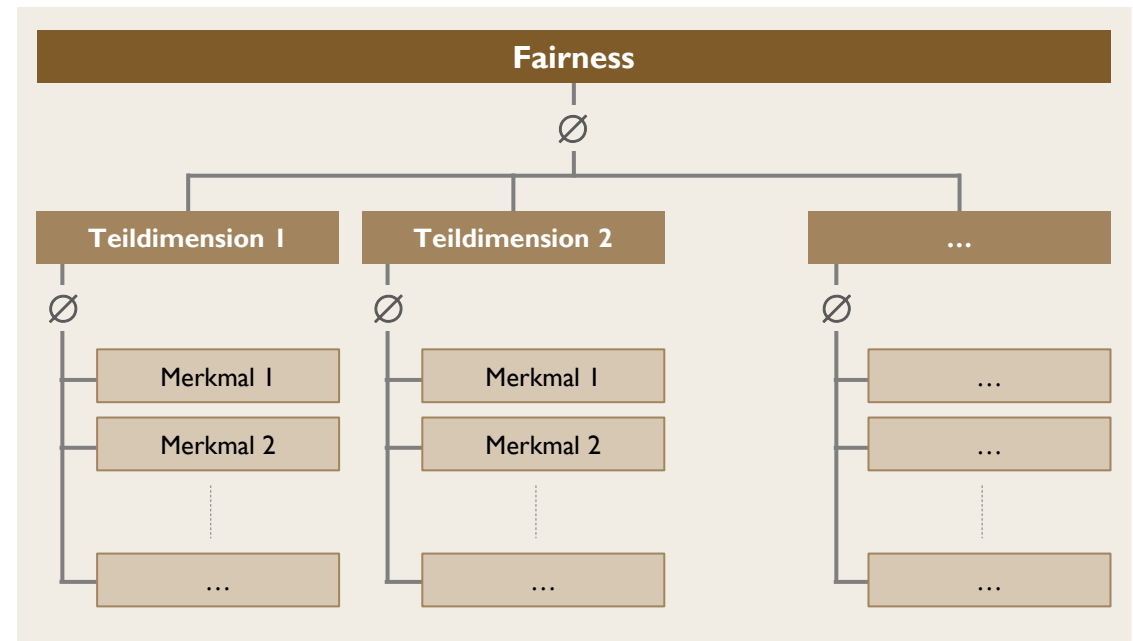 Fairness
∅
Teildimension 1
Teildimension 2
...
∅
∅
∅
Merkmal 1
Merkmal 1
...
Merkmal 2
Merkmal 2
...
...
...
...